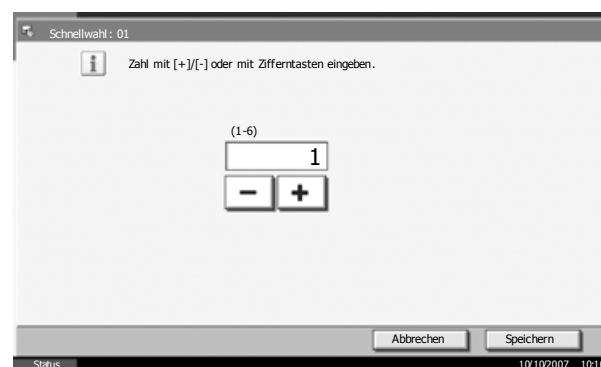 Schnellwahl: 01
Zahl mit [+]/[-] oder mit Zifferntasten eingeben.
(1-6)
1
- +
Abbrechen Speichern
Status 10/10/2007